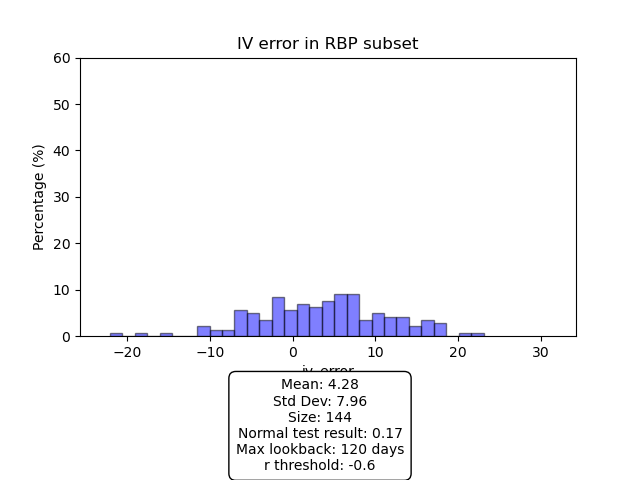 IV error in RBP subset
Percentage (%)
60
50
40
30
20
10
0
−20 −10 0 10 20 30
iv_error
Mean: 4.28
Std Dev: 7.96
Size: 144
Normal test result: 0.17
Max lookback: 120 days
r threshold: -0.6